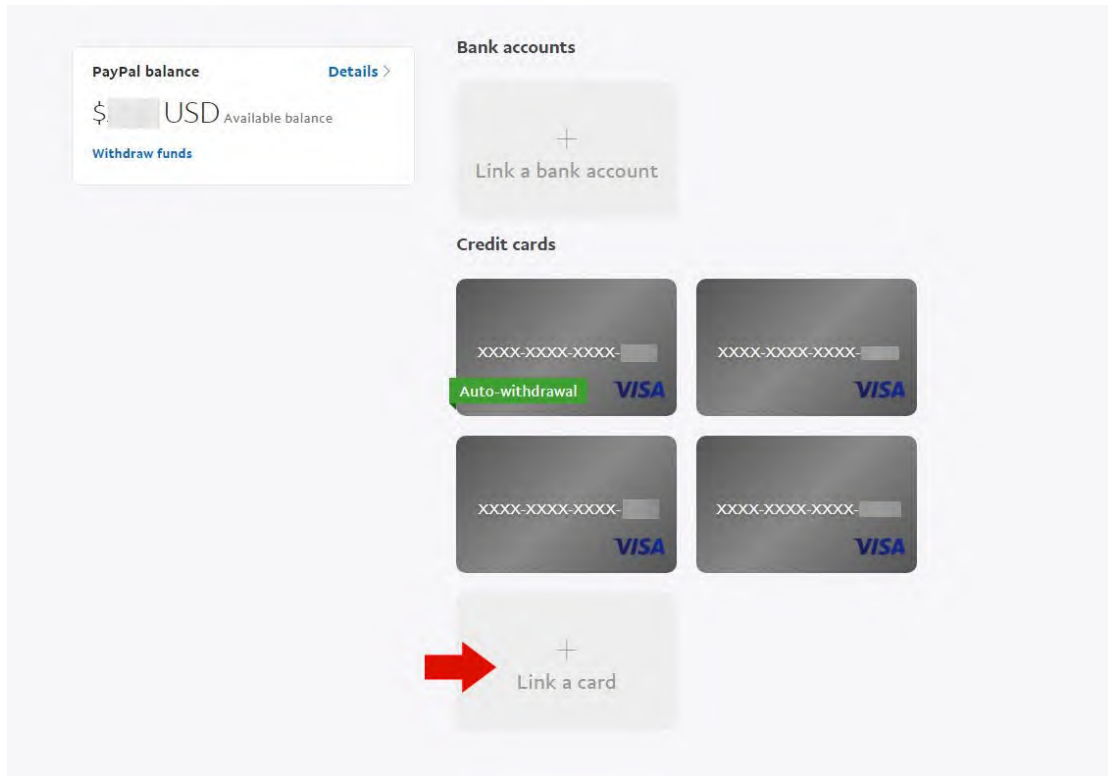 PayPal balance
Details >
$ USD Available balance
Withdraw funds
Bank accounts
+
Link a bank account
Credit cards
XXXX-XXXX-XXXX-
Auto-withdrawal
VISA
XXXX-XXXX-XXXX-
VISA
XXXX-XXXX-XXXX-
VISA
XXXX-XXXX-XXXX-
VISA
+
Link a card